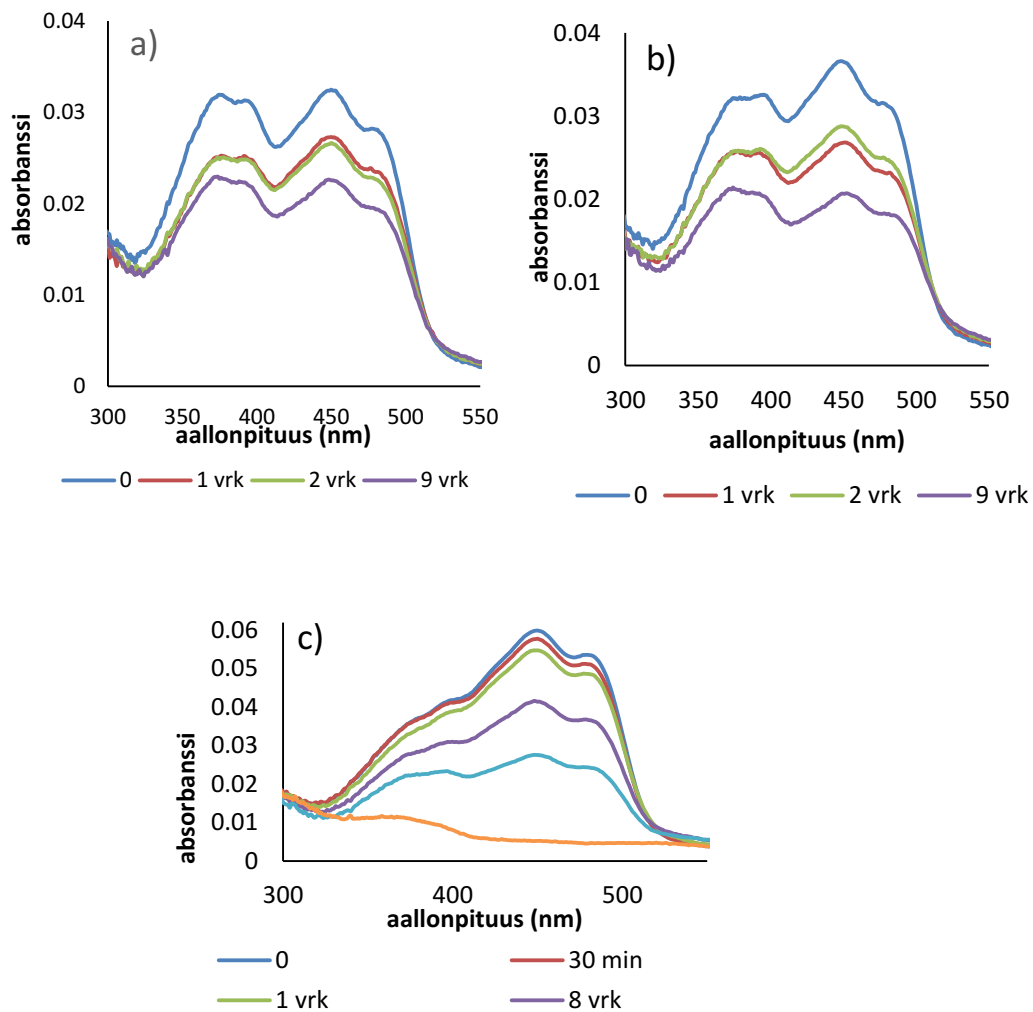 a)
absorbanssi
0.04
0.03
0.02
0.01
0
300 350 400 450 500 550
aallonpituus (nm)
0 1 vrk 2 vrk 9 vrk
b)
absorbanssi
0.04
0.03
0.02
0.01
0
300 350 400 450 500 550
aallonpituus (nm)
0 1 vrk 2 vrk 9 vrk
c)
absorbanssi
0.06
0.05
0.04
0.03
0.02
0.01
0
300 400 500
aallonpituus (nm)
0 30 min
1 vrk 8 vrk